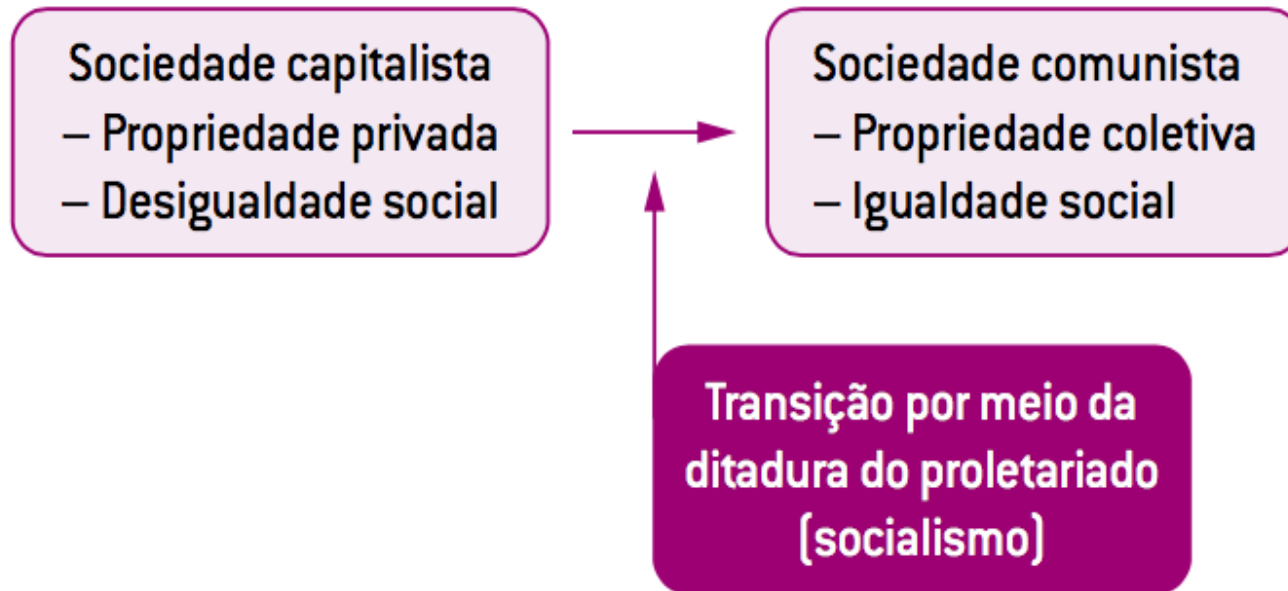 Sociedade capitalista
– Propriedade privada
– Desigualdade social
Sociedade comunista
– Propriedade coletiva
– Igualdade social
Transição por meio da
ditadura do proletariado
(socialismo)